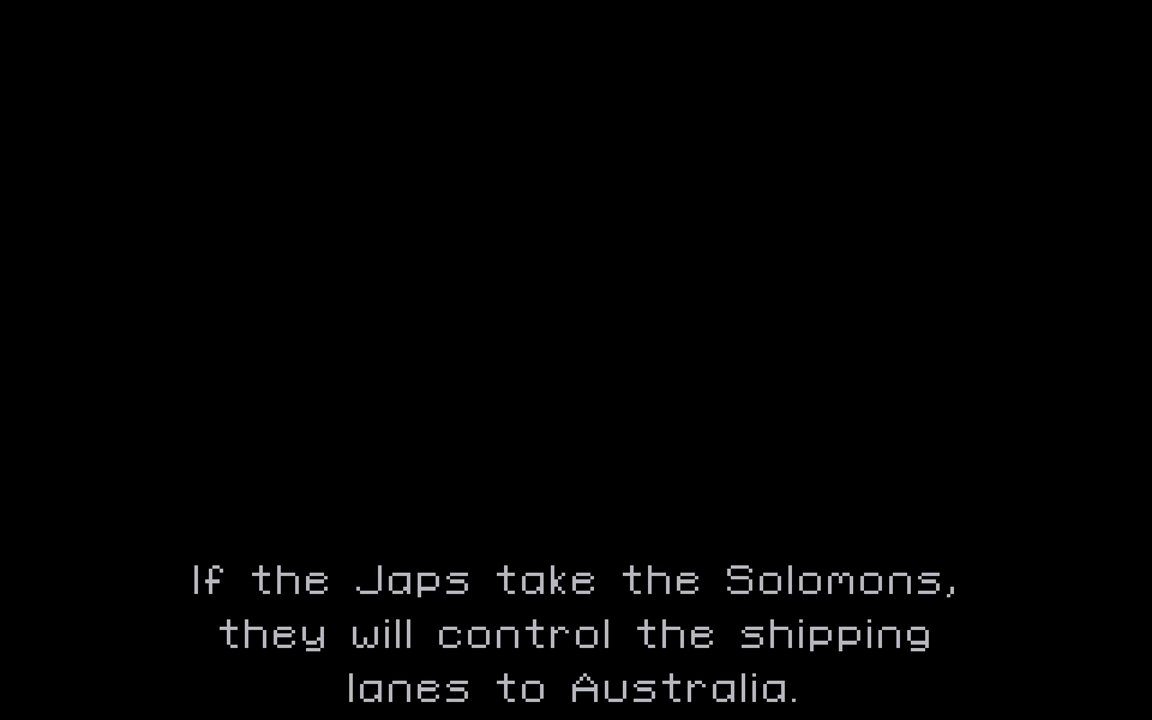 If the Japs take the Solomons,
they will control the shipping
lanes to Australia.